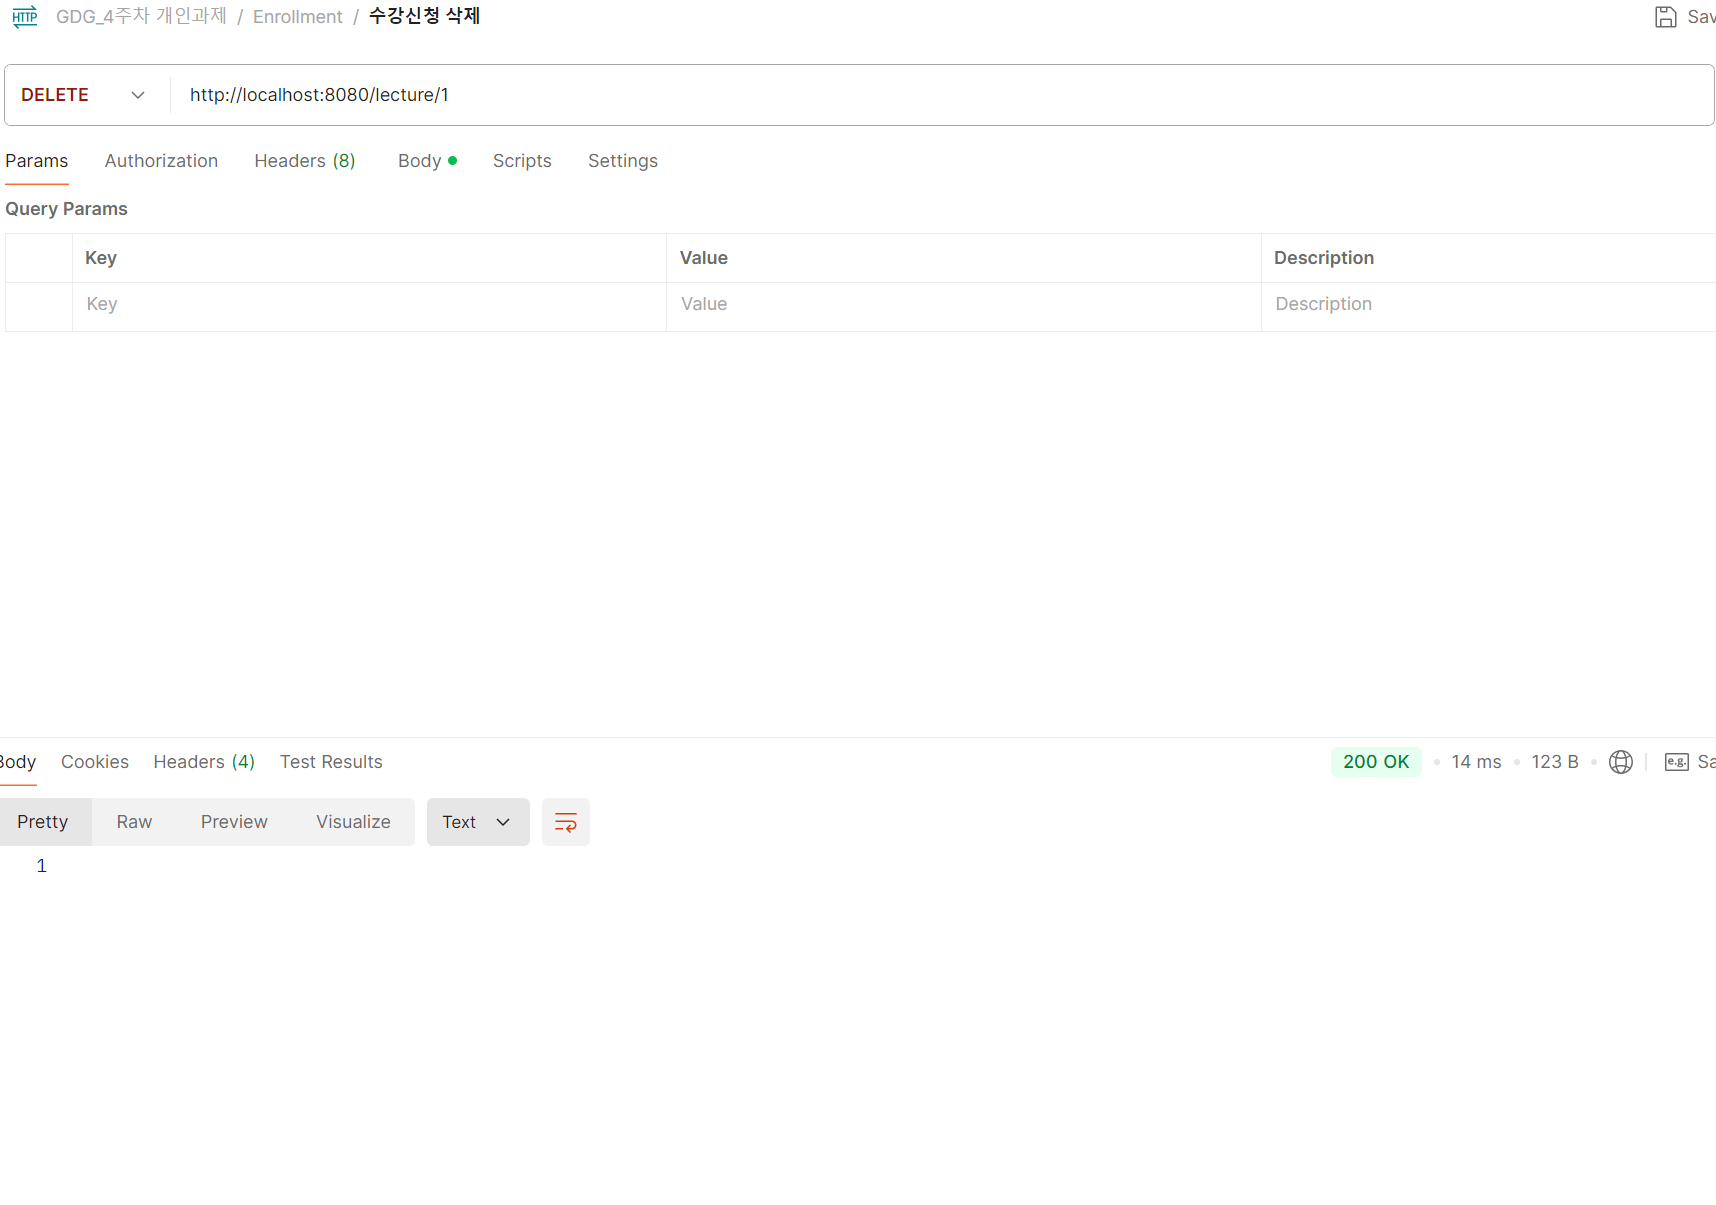 HTTP GDG_4주차 개인과제 / Enrollment / 수강신청 삭제 Sav
DELETE http://localhost:8080/lecture/1
Params Authorization Headers (8) Body Scripts Settings
Query Params
Key Value Description
Key Value Description
Body Cookies Headers (4) Test Results 200 OK 14 ms 123 B e.g. Sa
Pretty Raw Preview Visualize Text
1